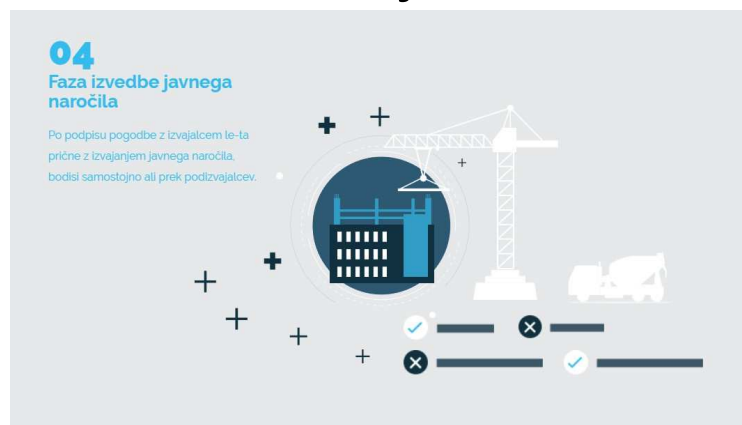 04
Faza izvedbe javnega
naročila
Po podpisu pogodbe z izvajalcem le-ta
prične z izvajanjem javnega naročila,
bodisi samostojno ali prek podizvajalcev.